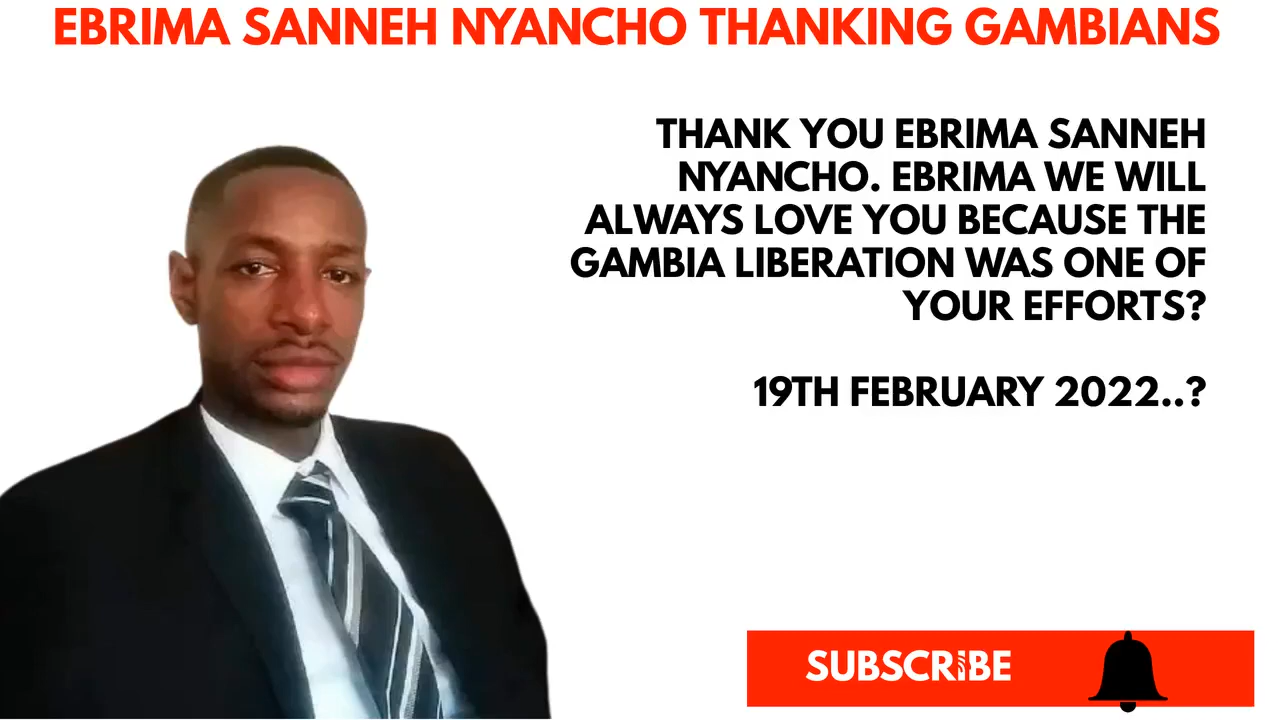 EBRIMA SANNEH NYANCHO THANKING GAMBIANS
THANK YOU EBRIMA SANNEH
NYANCHO. EBRIMA WE WILL
ALWAYS LOVE YOU BECAUSE THE
GAMBIA LIBERATION WAS ONE OF
YOUR EFFORTS?
19TH FEBRUARY 2022..?
SUBSCRIBE